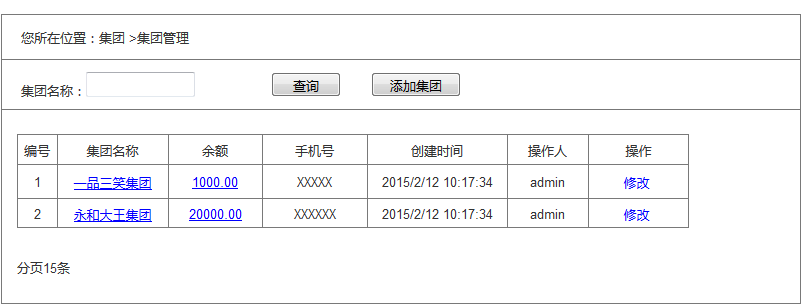 您所在位置：集团 >集团管理
集团名称： 查询 添加集团
编号 集团名称 余额 手机号 创建时间 操作人 操作
1 一品三笑集团 1000.00 XXXXX 2015/2/12 10:17:34 admin 修改
2 永和大王集团 20000.00 XXXXXX 2015/2/12 10:17:34 admin 修改
分页15条